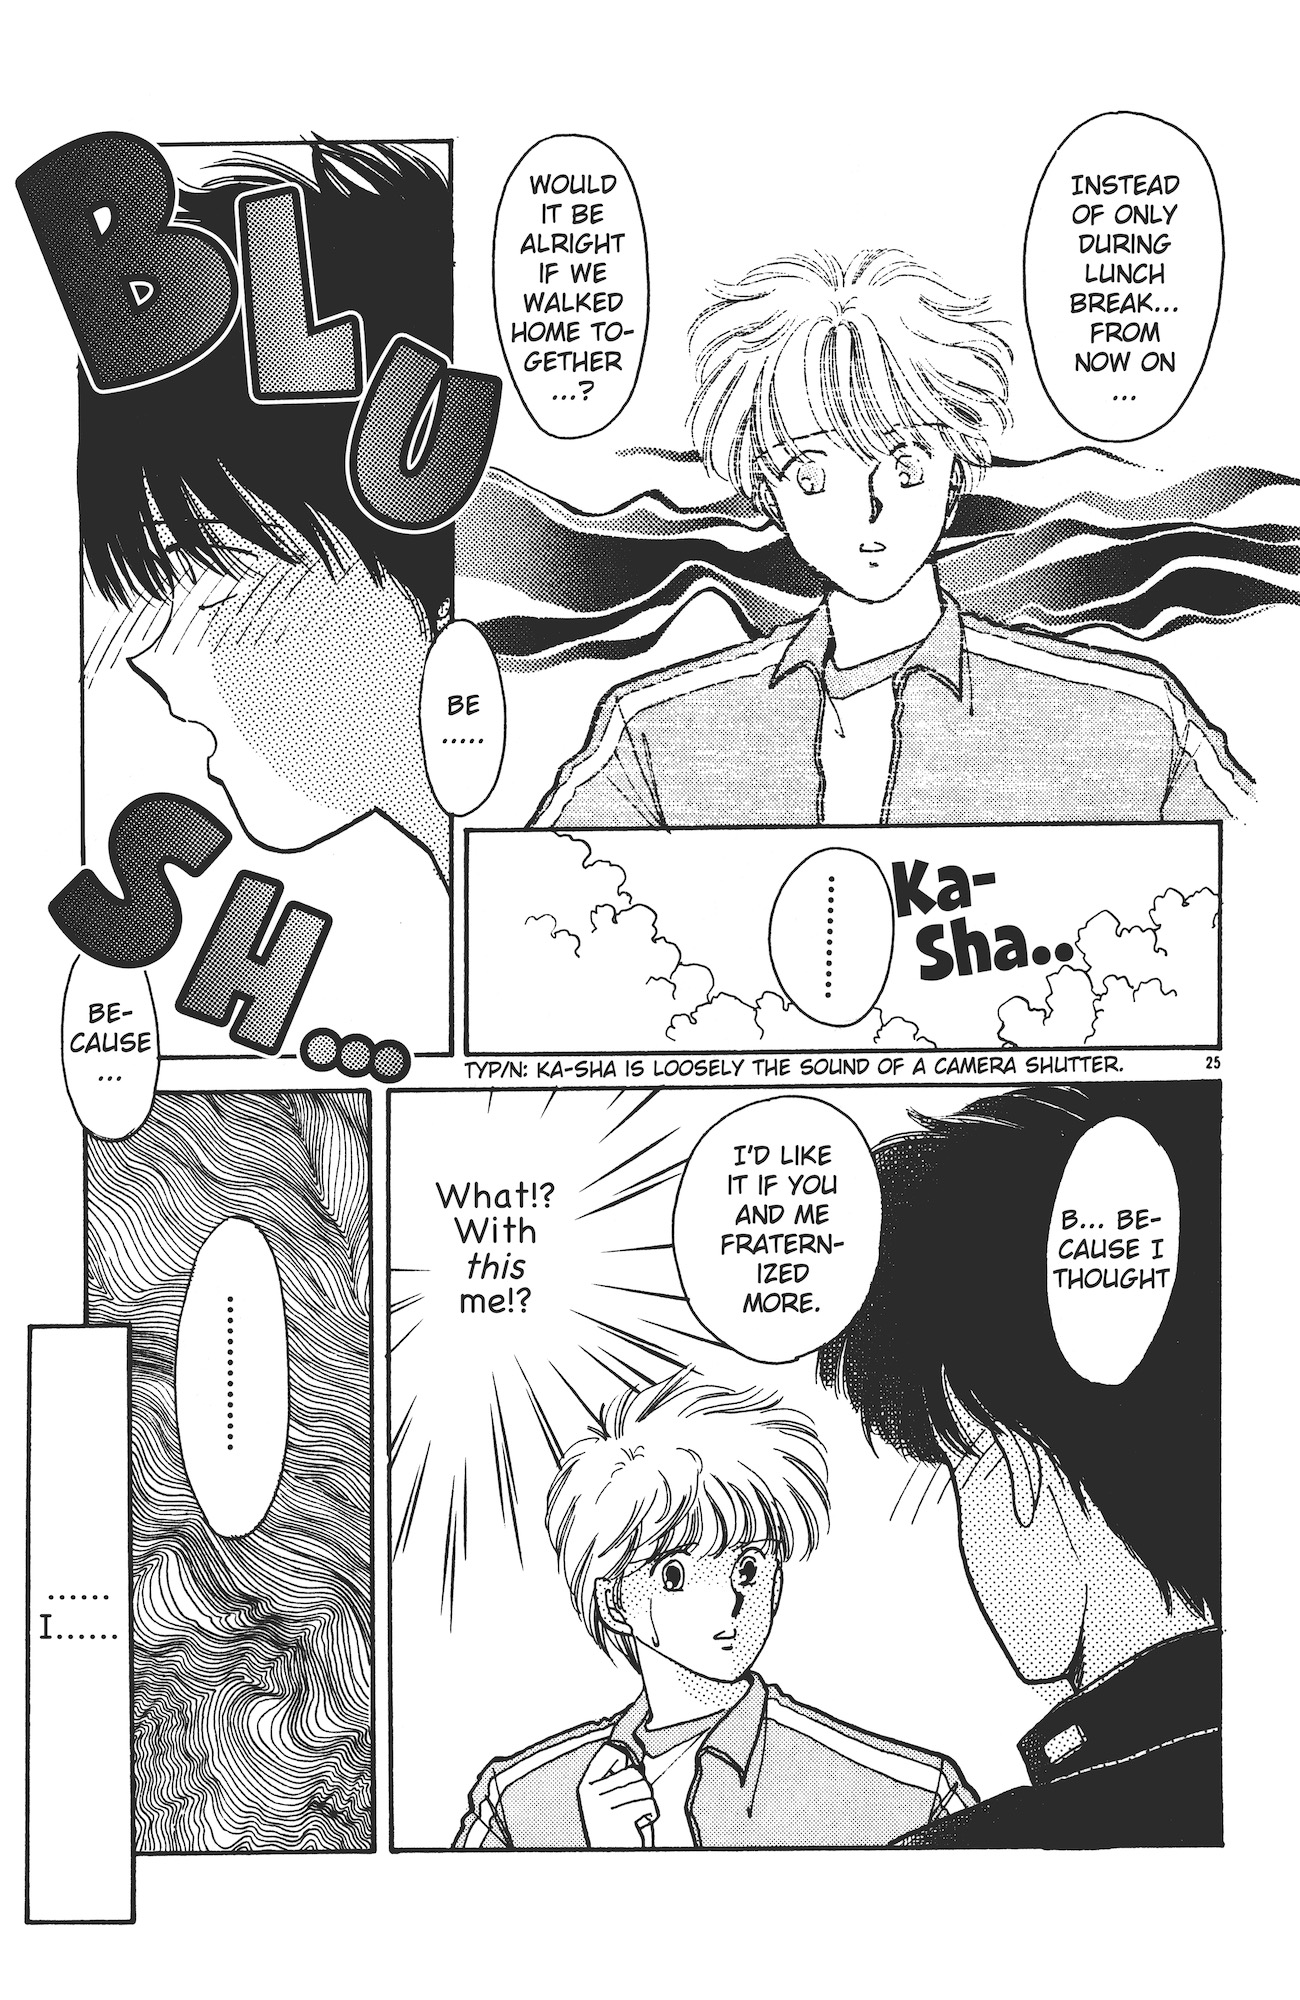 INSTEAD
OF ONLY
DURING
LUNCH
BREAK...
FROM
NOW ON
...
WOULD
IT BE
ALRIGHT
IF WE
WALKED
HOME TO-
GETHER
...?
Ka-
Sha..
..........
TYP/N: KA-SHA IS LOOSELY THE SOUND OF A CAMERA SHUTTER.
25
BLU
SH...
BE
.....
BE-
CAUSE
...
B... BE-
CAUSE I
THOUGHT
I'D LIKE
IT IF YOU
AND ME
FRATERN-
IZED
MORE.
What!?
With
this
me!?
............
......
I......